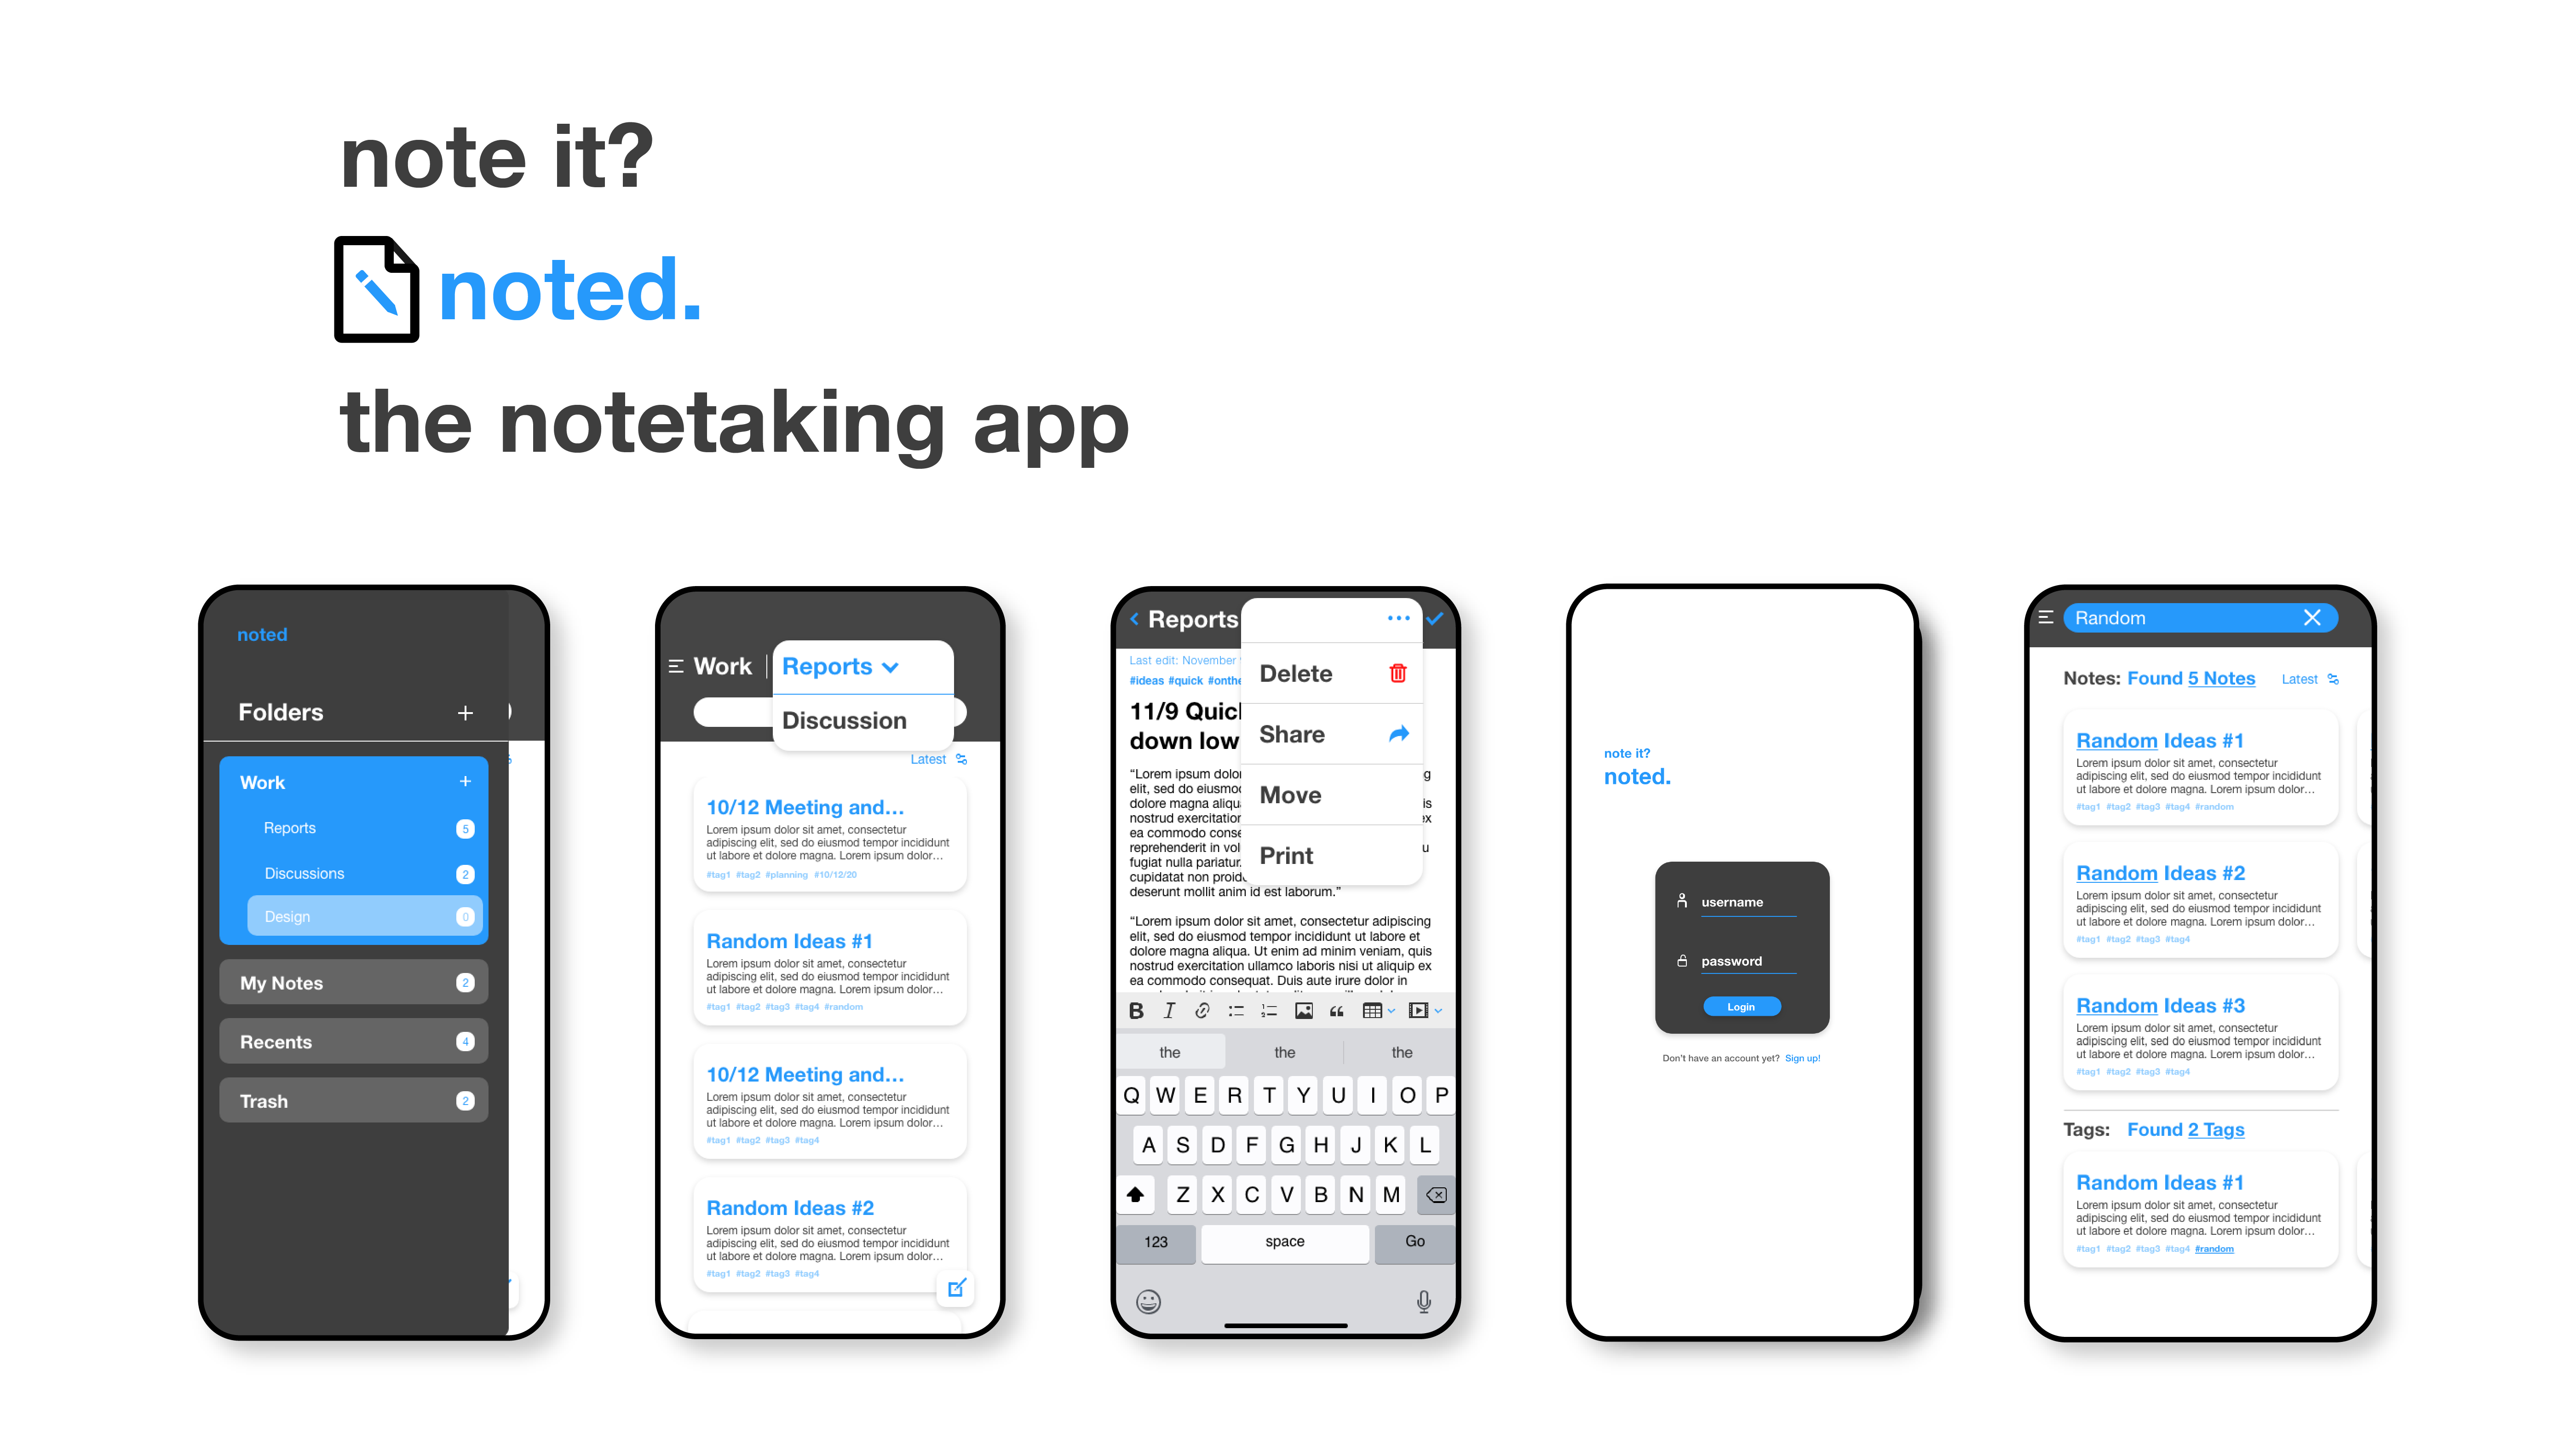 note it?
noted.
the notetaking app
noted
Folders +
Work +
Reports 5
Discussions 2
Design 0
My Notes 2
Recents 4
Trash 2
Work | Reports
Discussion
Latest
10/12 Meeting and...
Lorem ipsum dolor sit amet, consectetur
adipiscing elit, sed do eiusmod tempor incididunt
ut labore et dolore magna. Lorem ipsum dolor...
#tag1 #tag2 #planning #10/12/20
Random Ideas #1
Lorem ipsum dolor sit amet, consectetur
adipiscing elit, sed do eiusmod tempor incididunt
ut labore et dolore magna. Lorem ipsum dolor...
#tag1 #tag2 #tag3 #tag4 #random
10/12 Meeting and...
Lorem ipsum dolor sit amet, consectetur
adipiscing elit, sed do eiusmod tempor incididunt
ut labore et dolore magna. Lorem ipsum dolor...
#tag1 #tag2 #tag3 #tag4
Random Ideas #2
Lorem ipsum dolor sit amet, consectetur
adipiscing elit, sed do eiusmod tempor incididunt
ut labore et dolore magna. Lorem ipsum dolor...
#tag1 #tag2 #tag3 #tag4
Reports
Delete
Share
Move
Print
Last edit: November
#ideas #quick #onthe
11/9 Quic
down low
“Lorem ipsum dolor g
elit, sed do eiusmod
dolore magna aliqu is
nostrud exercitation ex
ea commodo conse
reprehenderit in vol u
fugiat nulla pariatur.
cupidatat non proid
deserunt mollit anim id est laborum.”
“Lorem ipsum dolor sit amet, consectetur adipiscing
elit, sed do eiusmod tempor incididunt ut labore et
dolore magna aliqua. Ut enim ad minim veniam, quis
nostrud exercitation ullamco laboris nisi ut aliquip ex
ea commodo consequat. Duis aute irure dolor in
B I
the the the
Q W E R T Y U I O P
A S D F G H J K L
Z X C V B N M
123 space Go
note it?
noted.
username
password
Login
Don't have an account yet? Sign up!
Random
Notes: Found 5 Notes Latest
Random Ideas #1
Lorem ipsum dolor sit amet, consectetur
adipiscing elit, sed do eiusmod tempor incididunt
ut labore et dolore magna. Lorem ipsum dolor...
#tag1 #tag2 #tag3 #tag4 #random
Random Ideas #2
Lorem ipsum dolor sit amet, consectetur
adipiscing elit, sed do eiusmod tempor incididunt
ut labore et dolore magna. Lorem ipsum dolor...
#tag1 #tag2 #tag3 #tag4
Random Ideas #3
Lorem ipsum dolor sit amet, consectetur
adipiscing elit, sed do eiusmod tempor incididunt
ut labore et dolore magna. Lorem ipsum dolor...
#tag1 #tag2 #tag3 #tag4
Tags: Found 2 Tags
Random Ideas #1
Lorem ipsum dolor sit amet, consectetur
adipiscing elit, sed do eiusmod tempor incididunt
ut labore et dolore magna. Lorem ipsum dolor...
#tag1 #tag2 #tag3 #tag4 #random